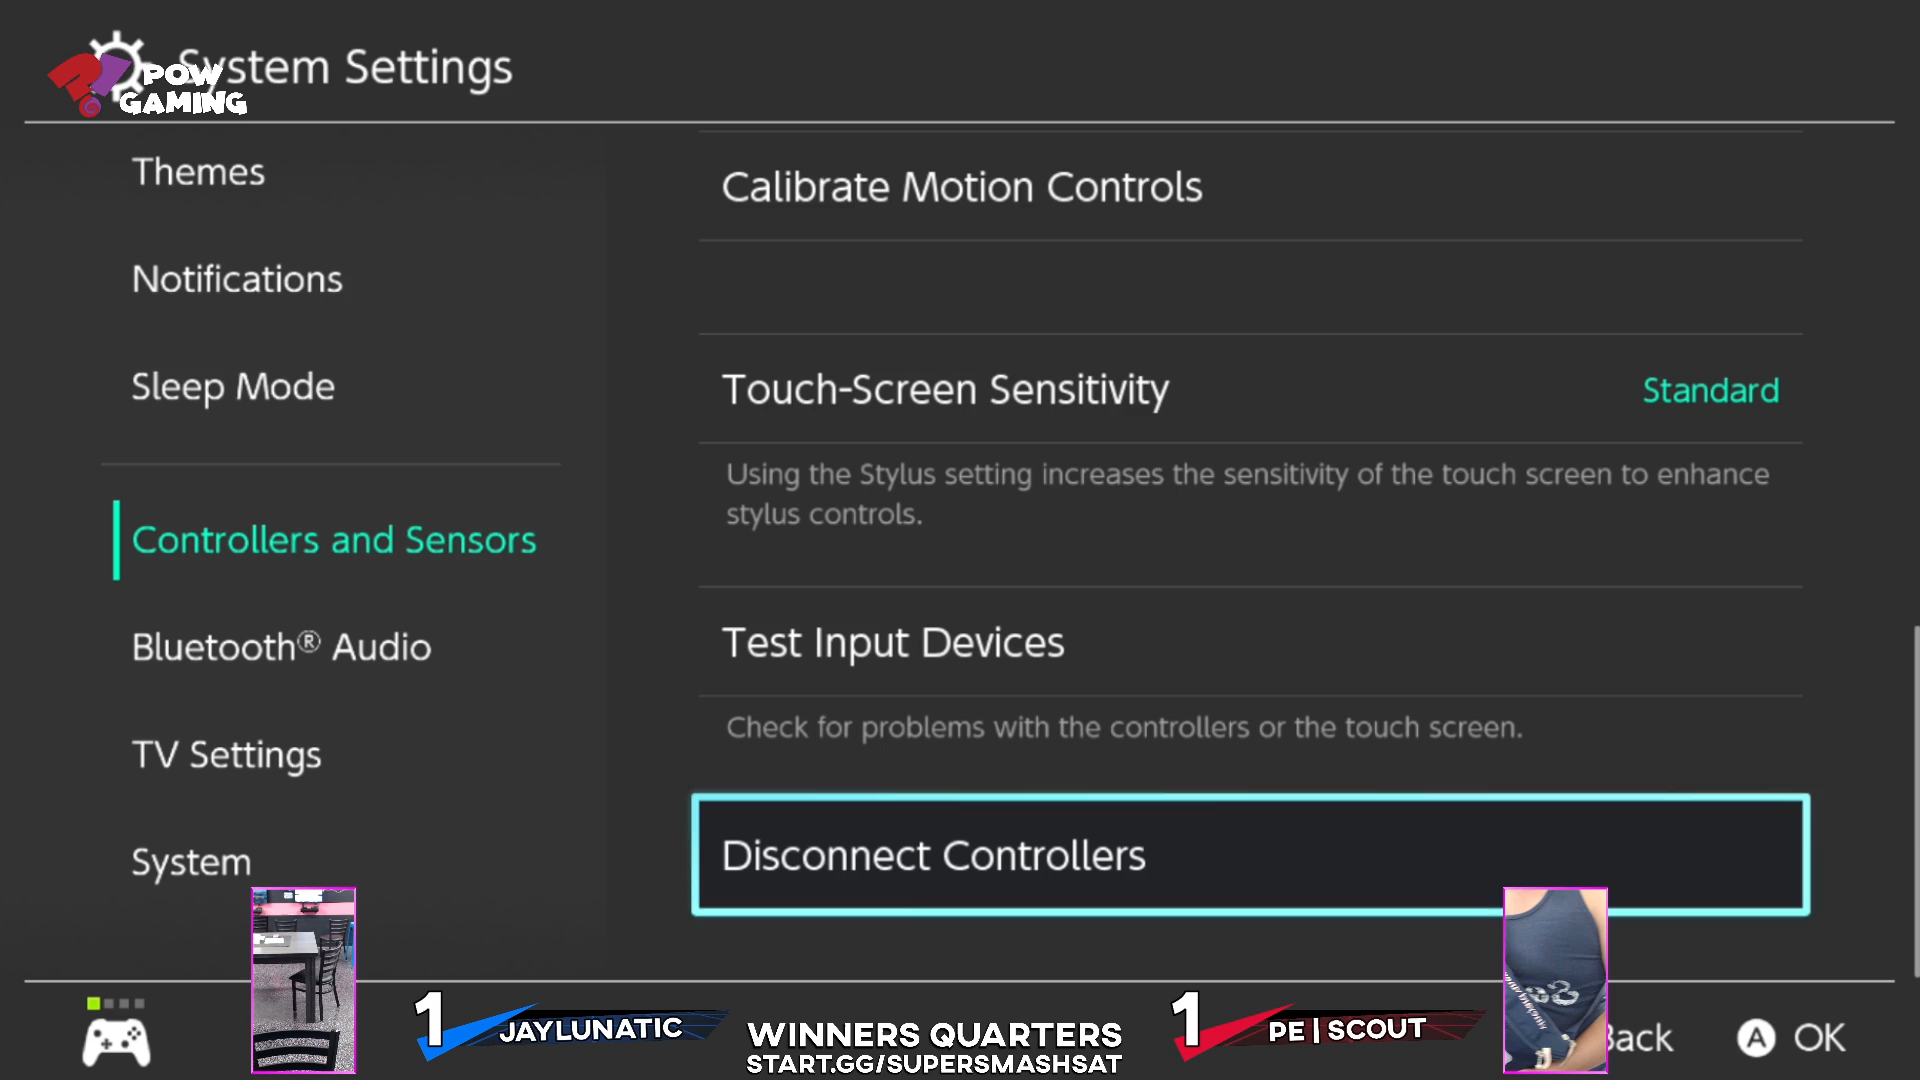 System Settings
POW
GAMING
Themes
Notifications
Sleep Mode
Controllers and Sensors
Bluetooth® Audio
TV Settings
System
Calibrate Motion Controls
Touch-Screen Sensitivity
Standard
Using the Stylus setting increases the sensitivity of the touch screen to enhance
stylus controls.
Test Input Devices
Check for problems with the controllers or the touch screen.
Disconnect Controllers
1 JAYLUNATIC
WINNERS QUARTERS
START.GG/SUPERSMASHSAT
1 PE | SCOUT
Back
A OK